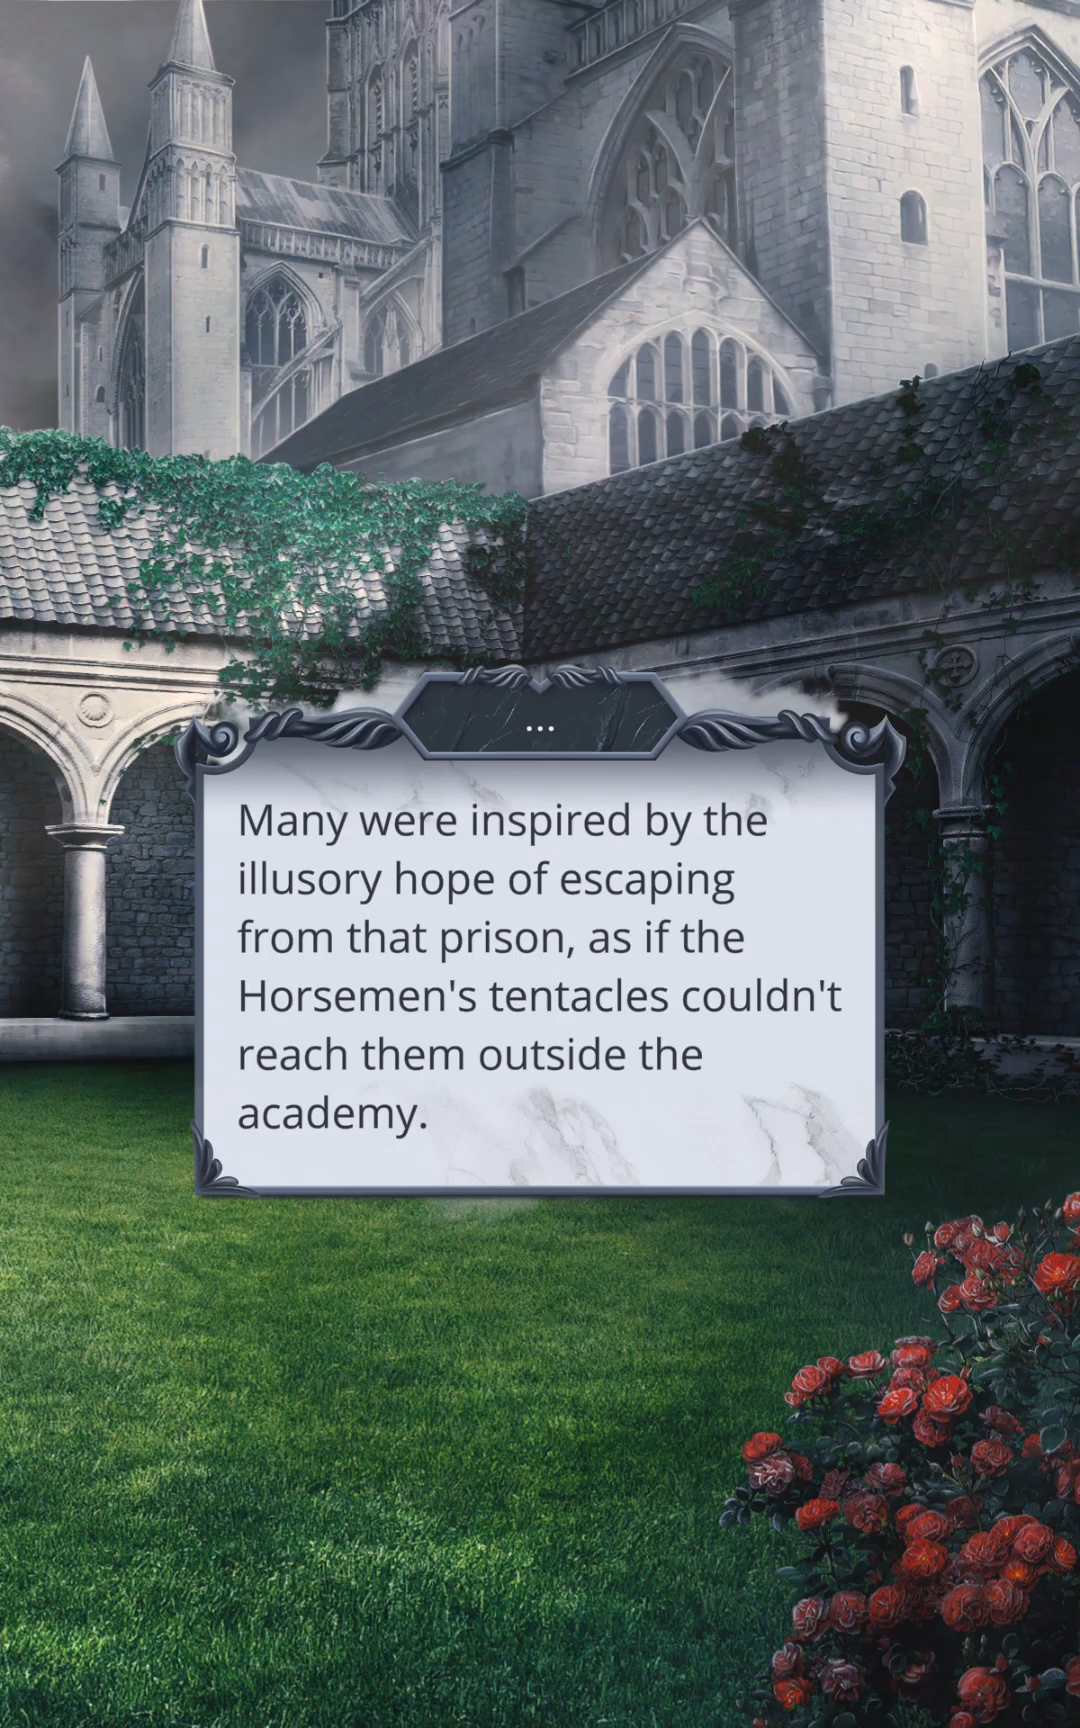 ...
Many were inspired by the
illusory hope of escaping
from that prison, as if the
Horsemen's tentacles couldn't
reach them outside the
academy.